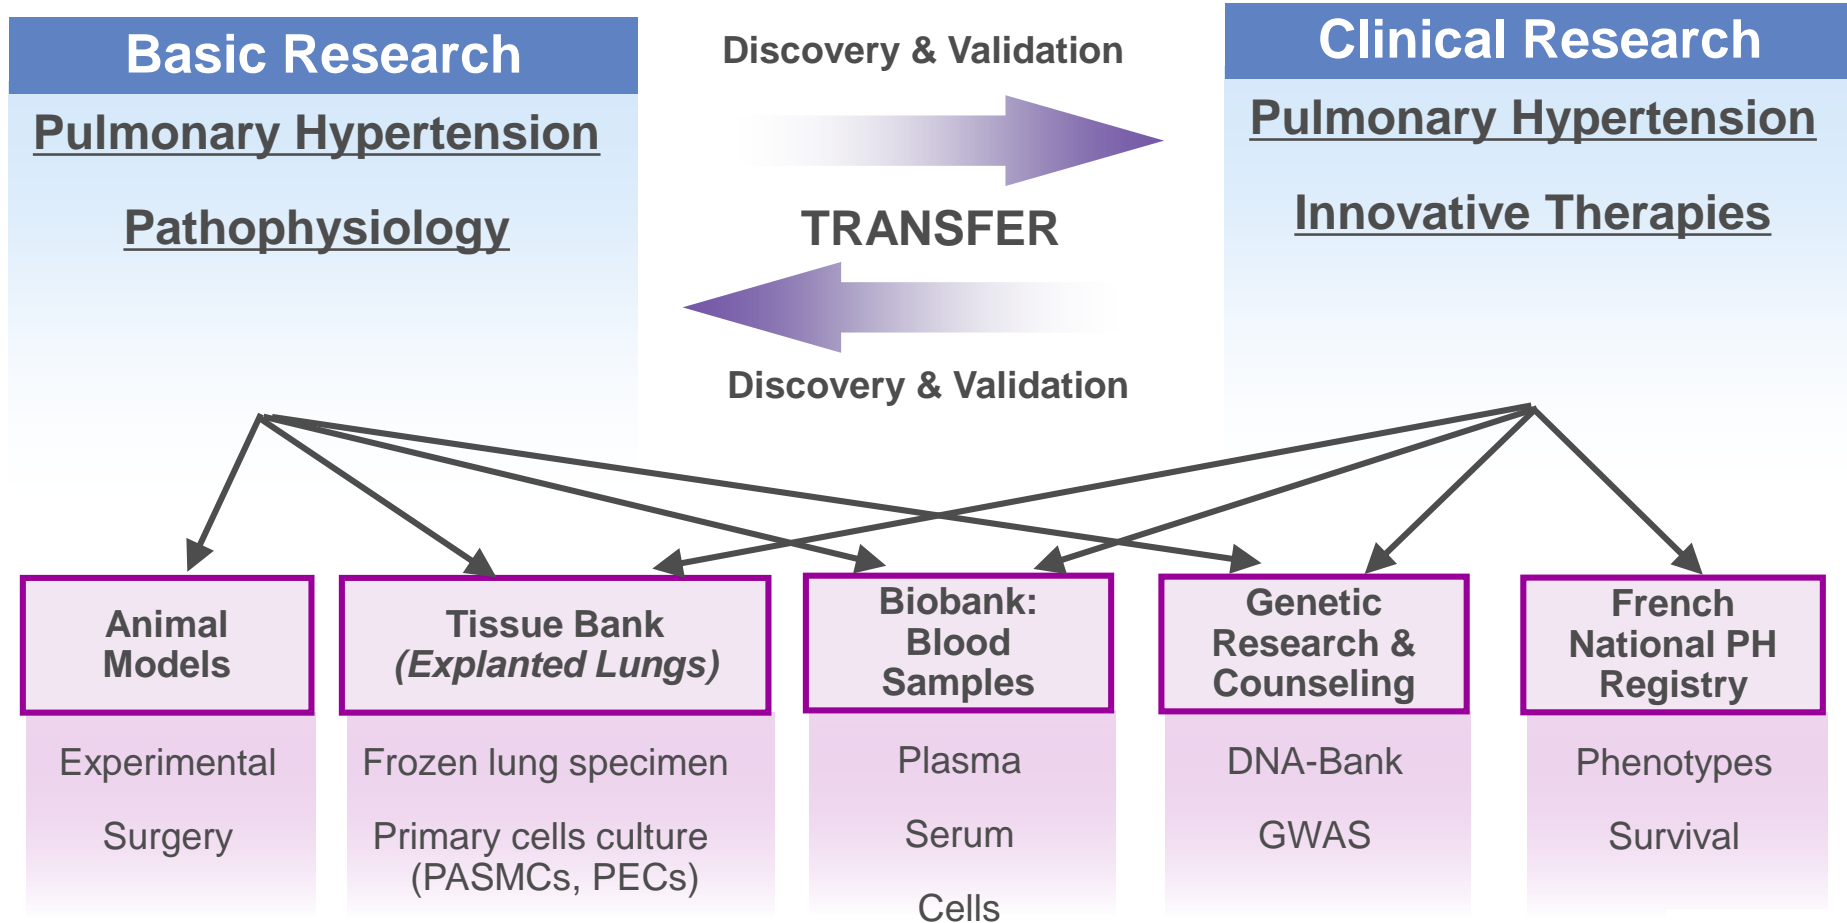 Basic Research
Pulmonary Hypertension
Pathophysiology
Discovery & Validation
TRANSFER
Discovery & Validation
Clinical Research
Pulmonary Hypertension
Innovative Therapies
Animal
Models
Experimental
Surgery
Tissue Bank
(Explanted Lungs)
Frozen lung specimen
Primary cells culture
(PASMCs, PECs)
Biobank:
Blood
Samples
Plasma
Serum
Cells
Genetic
Research &
Counseling
DNA-Bank
GWAS
French
National PH
Registry
Phenotypes
Survival